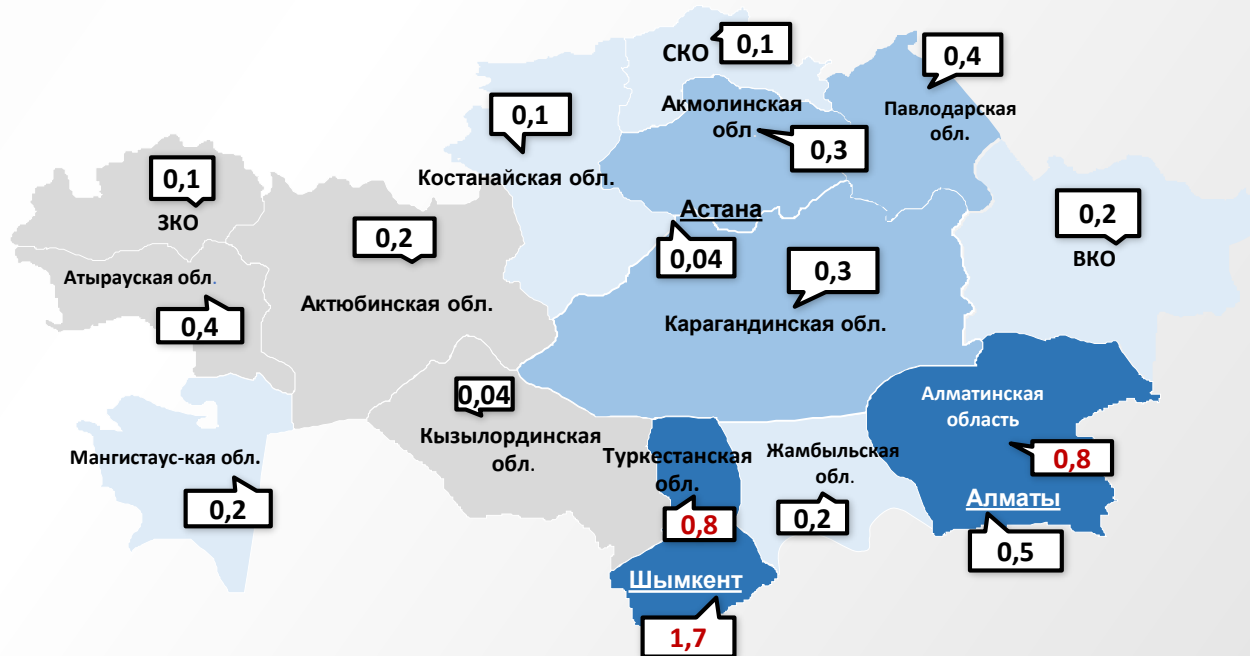 СКО
0,1
0,4
Акмолинская
обл
Павлодарская
обл.
0,1
0,3
Костанайская обл.
0,1
ЗКО
Астана
0,04
0,2
0,2
ВКО
Атырауская обл.
0,4
Актюбинская обл.
0,3
Карагандинская обл.
0,04
Кызылординская
обл.
Алматинская
область
0,8
Мангистаус-кая обл.
0,2
Туркестанская
обл.
0,8
Жамбыльская
обл.
0,2
Алматы
0,5
Шымкент
1,7